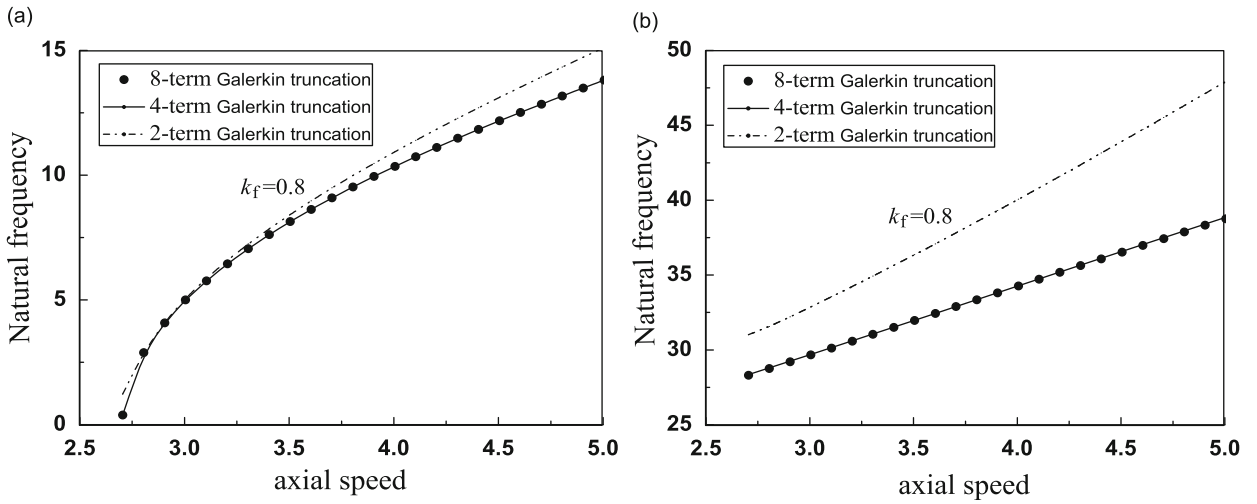 (a)
15
10
5
0
Natural frequency
8-term Galerkin truncation
4-term Galerkin truncation
2-term Galerkin truncation
kf=0.8
2.5 3.0 3.5 4.0 4.5 5.0
axial speed
(b)
50
45
40
35
30
25
Natural frequency
8-term Galerkin truncation
4-term Galerkin truncation
2-term Galerkin truncation
kf=0.8
2.5 3.0 3.5 4.0 4.5 5.0
axial speed